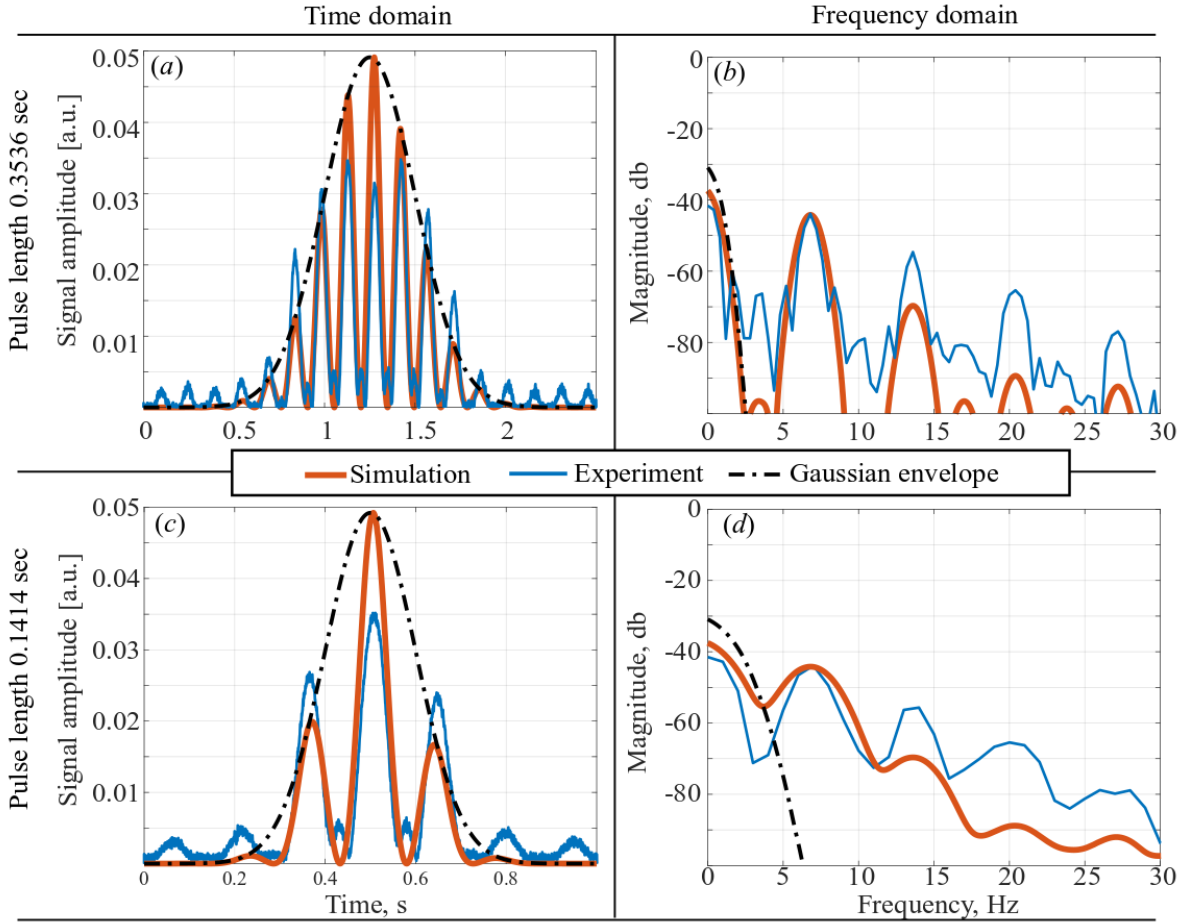 Time domain
Frequency domain
Pulse length 0.3536 sec
Signal amplitude [a.u.]
(a)
0.05
0.04
0.03
0.02
0.01
0
0.5
1
1.5
2
Magnitude, db
(b)
0
-20
-40
-60
-80
0
5
10
15
20
25
30
Simulation
Experiment
Gaussian envelope
Pulse length 0.1414 sec
Signal amplitude [a.u.]
(c)
0.05
0.04
0.03
0.02
0.01
0
0.2
0.4
0.6
0.8
Time, s
Magnitude, db
(d)
0
-20
-40
-60
-80
0
5
10
15
20
25
30
Frequency, Hz